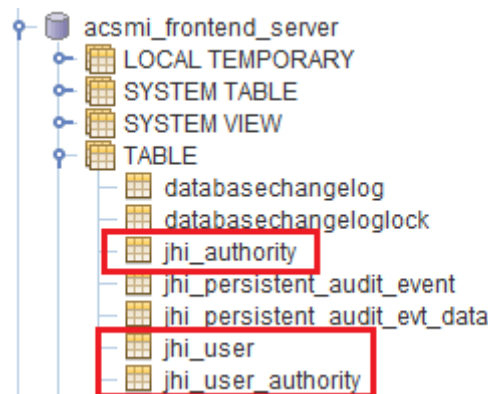 acsmi_frontend_server
LOCAL TEMPORARY
SYSTEM TABLE
SYSTEM VIEW
TABLE
databasechangelog
databasechangeloglock
jhi_authority
jhi_persistent_audit_event
jhi_persistent_audit_evt_data
jhi_user
jhi_user_authority